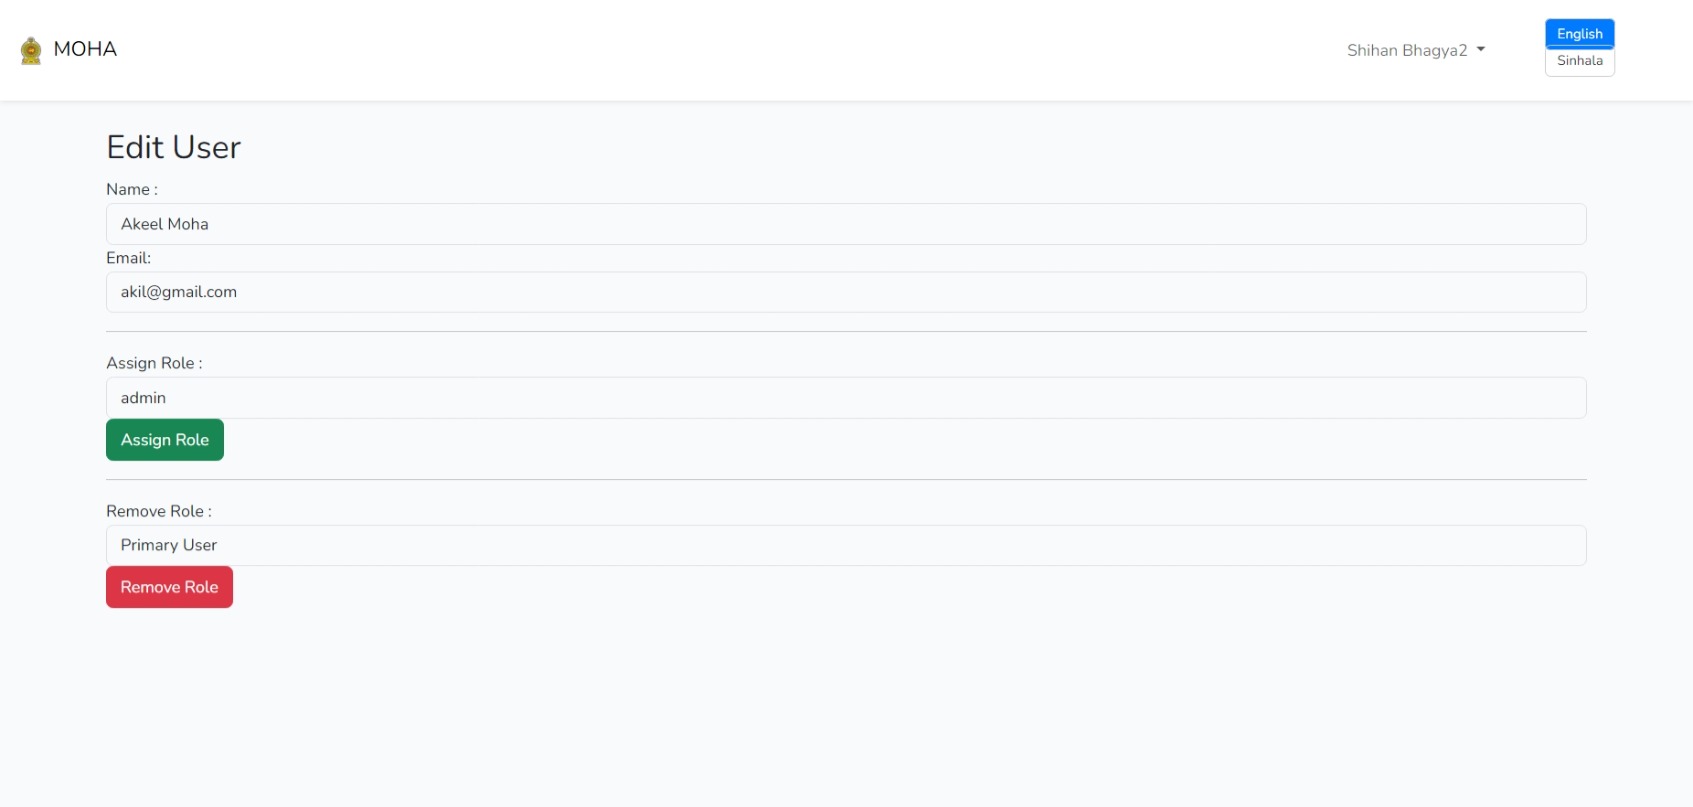 MOHA
Shihan Bhagya2
English
Sinhala
Edit User
Name :
Akeel Moha
Email:
akil@gmail.com
Assign Role :
admin
Assign Role
Remove Role :
Primary User
Remove Role